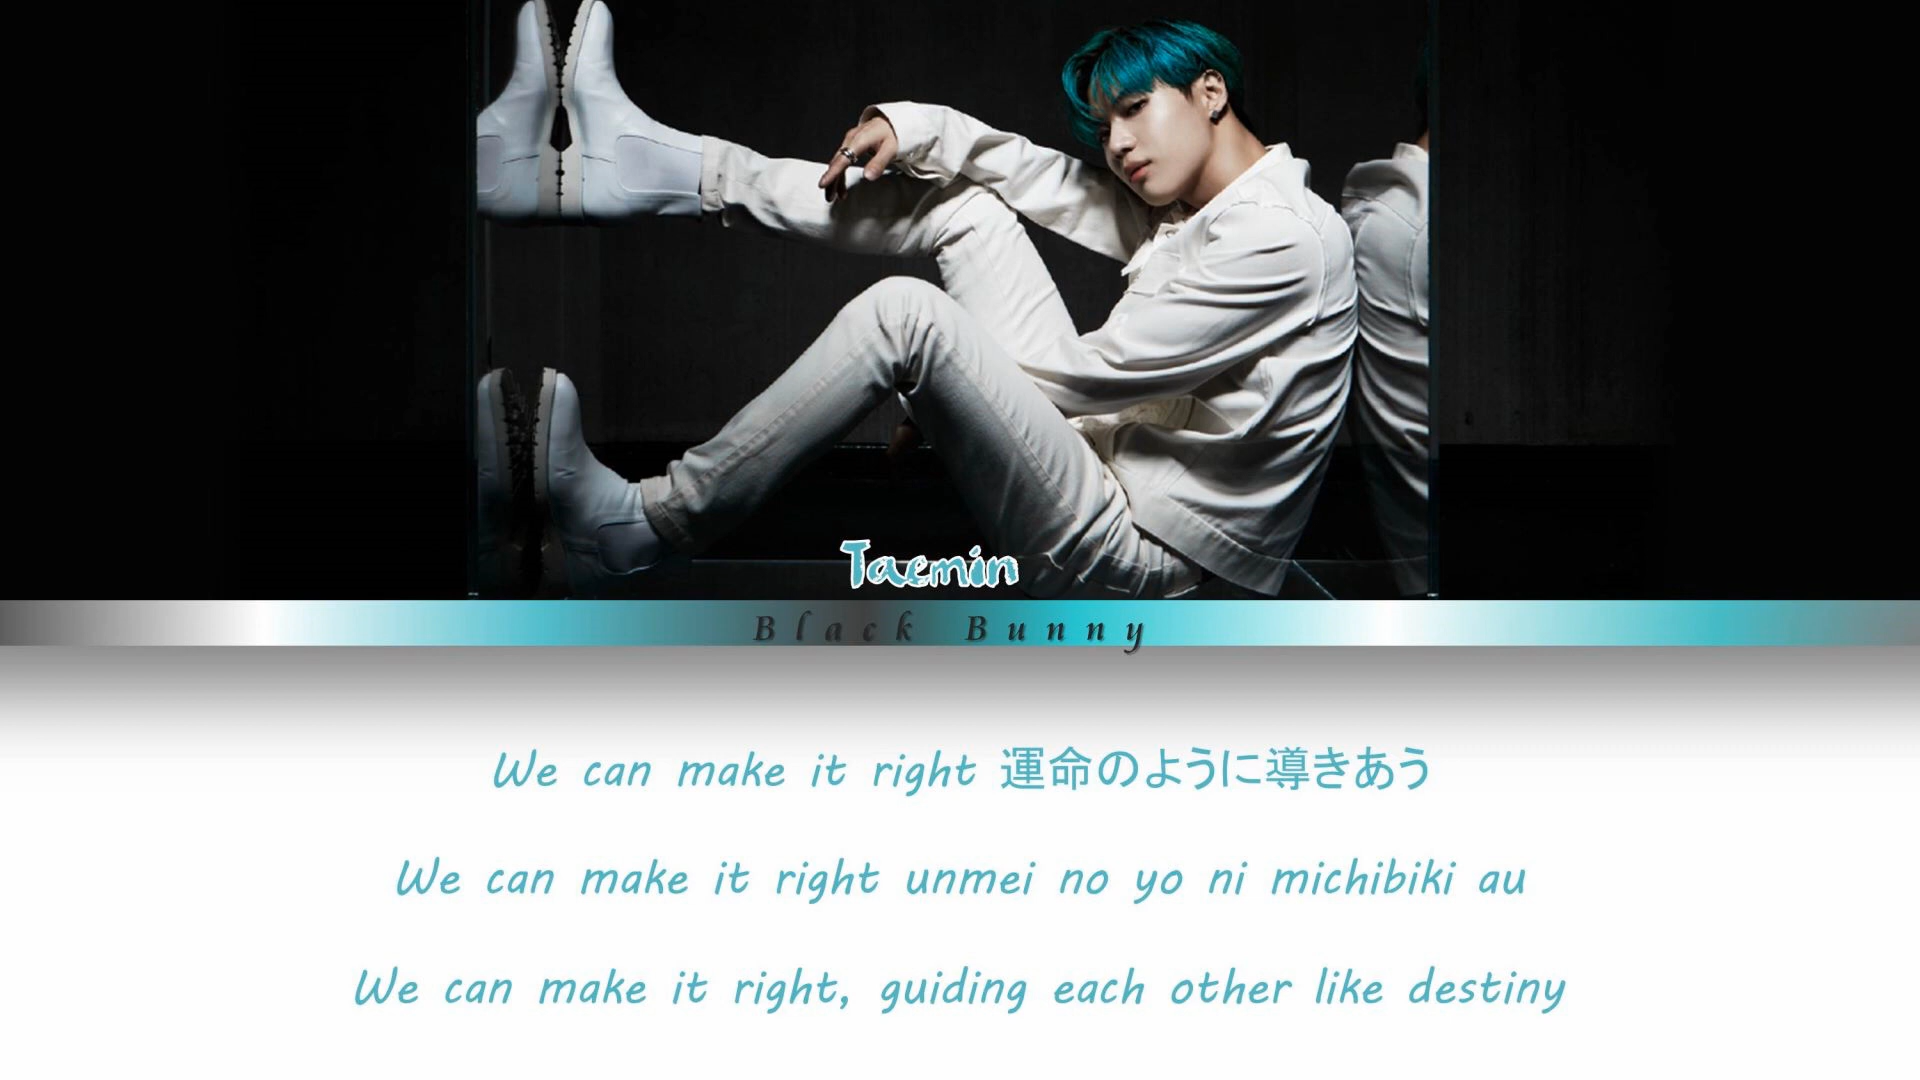 Taemin
Black Bunny
We can make it right 運命のように導きあう
We can make it right unmei no yo ni michibiki au
We can make it right, guiding each other like destiny